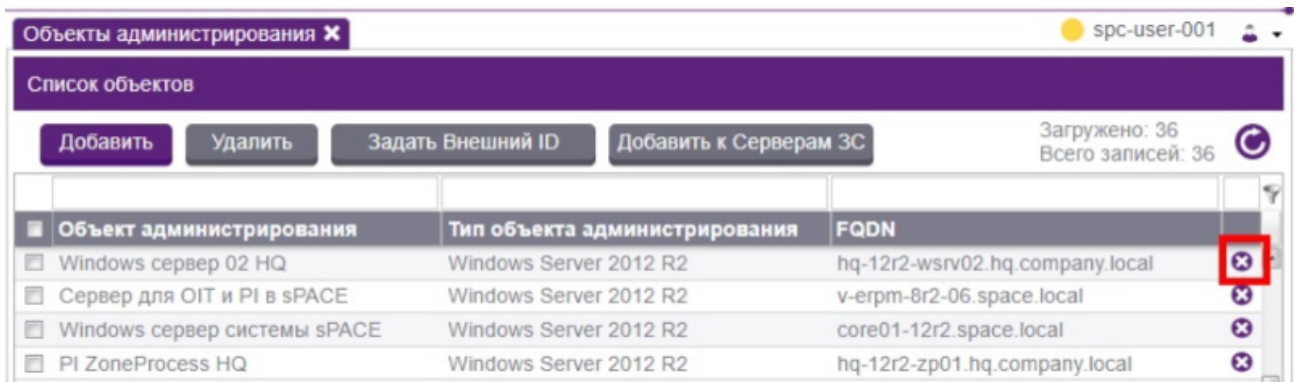 Объекты администрирования
spc-user-001
Список объектов
Добавить Удалить Задать Внешний ID Добавить к Серверам ЗС
Загружено: 36
Всего записей: 36
Объект администрирования Тип объекта администрирования FQDN
Windows сервер 02 HQ Windows Server 2012 R2 hq-12r2-wsrv02.hq.company.local
Сервер для OIT и PI в sPACE Windows Server 2012 R2 v-erpm-8r2-06.space.local
Windows сервер системы sPACE Windows Server 2012 R2 core01-12r2.space.local
PI ZoneProcess HQ Windows Server 2012 R2 hq-12r2-zp01.hq.company.local